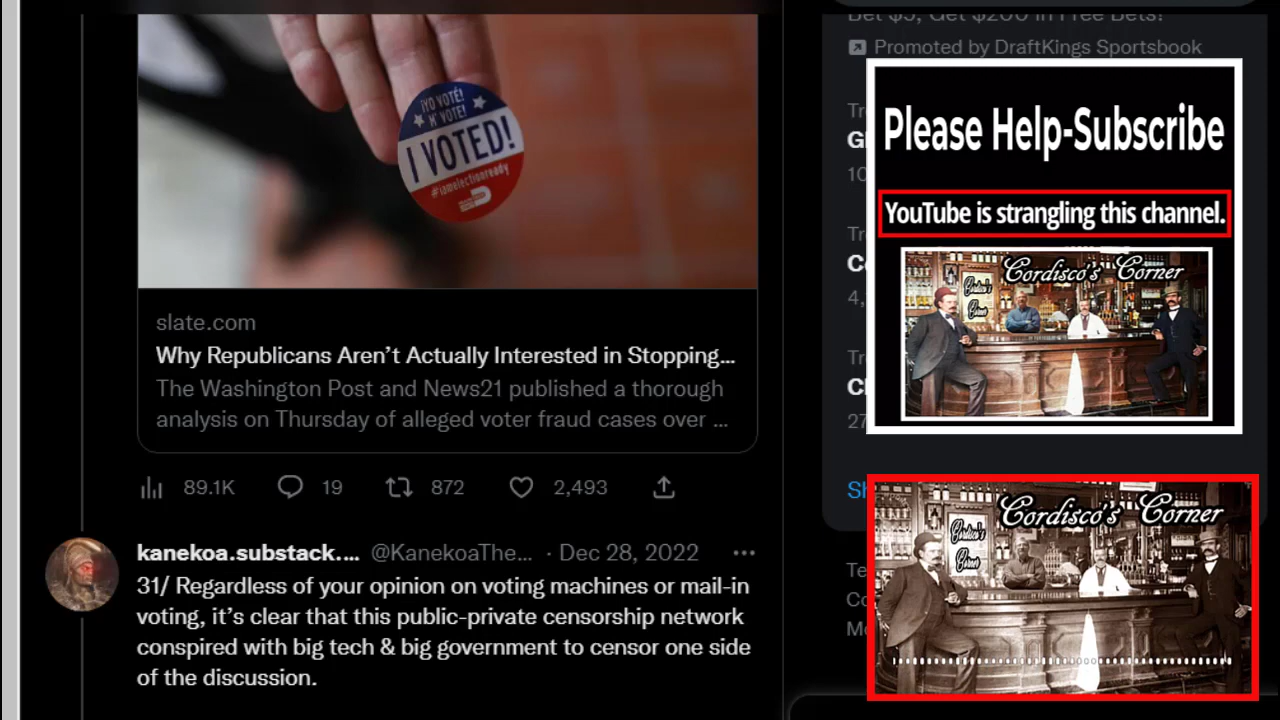 ¡YO VOTÉ!
M' VOTE!
I VOTED!
#iamelectionready
slate.com
Why Republicans Aren't Actually Interested in Stopping...
The Washington Post and News21 published a thorough
analysis on Thursday of alleged voter fraud cases over ...
89.1K 19 872 2,493
kanekoa.substack.... @KanekoaThe... · Dec 28, 2022 ...
31/ Regardless of your opinion on voting machines or mail-in
voting, it's clear that this public-private censorship network
conspired with big tech & big government to censor one side
of the discussion.
Bet $5, Get $200 in Free Bets!
Promoted by DraftKings Sportsbook
Please Help-Subscribe
YouTube is strangling this channel.
Cordisco's Corner
Cordisco's
Corner
Cordisco's Corner
Cordisco's
Corner